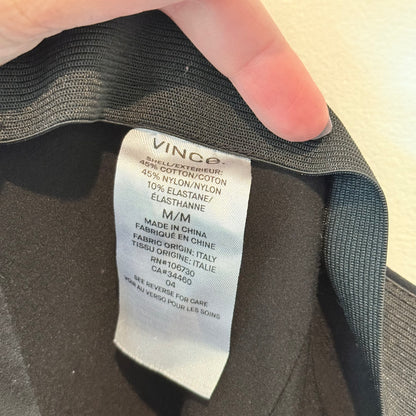 VINCE.
SHELL/EXTÉRIEUR:
45% COTTON/COTON
45% NYLON/NYLON
10% ELASTANE/
ÉLASTHANNE
M/M
MADE IN CHINA
FABRIQUÉ EN CHINE
FABRIC ORIGIN: ITALY
TISSU ORIGINE: ITALIE
RN#106730
CA#34460
04
SEE REVERSE FOR CARE
VOIR AU VERSO POUR LES SOINS